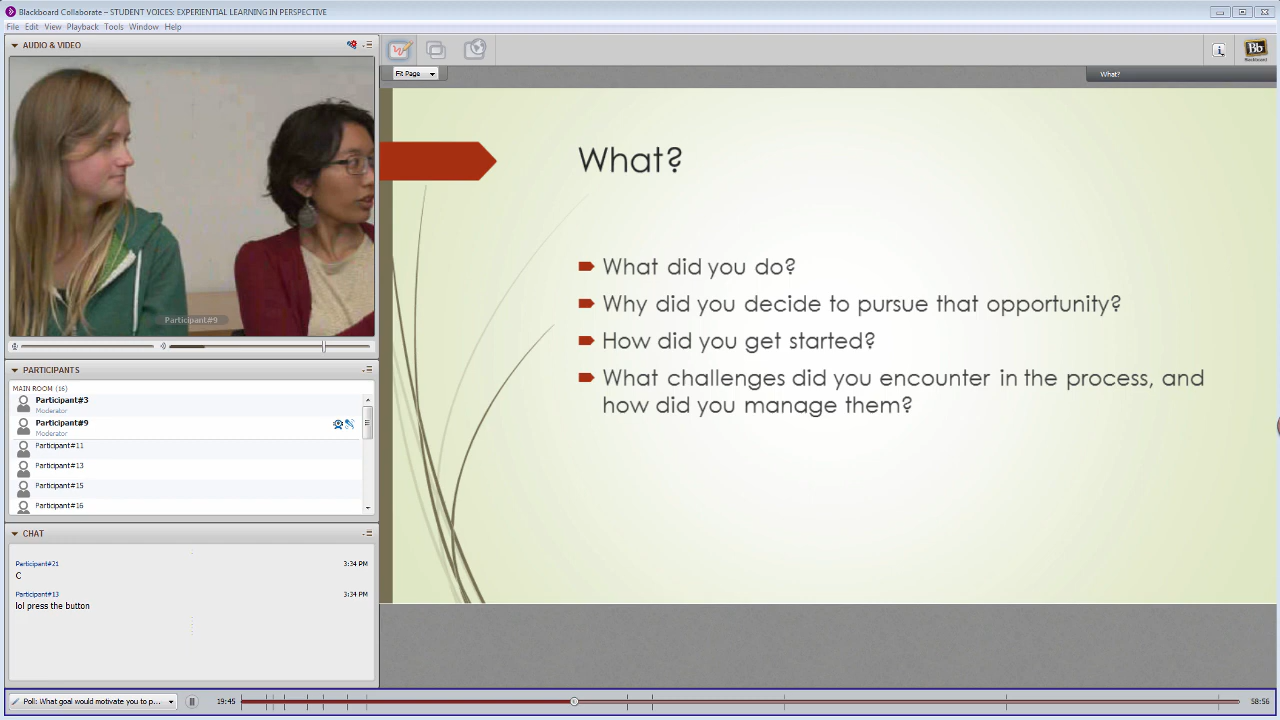 Blackboard Collaborate – STUDENT VOICES: EXPERIENTIAL LEARNING IN PERSPECTIVE
File Edit View Playback Tools Window Help
AUDIO & VIDEO
Participant#9
PARTICIPANTS
MAIN ROOM (16)
Participant#3
Moderator
Participant#9
Moderator
Participant#11
Participant#13
Participant#15
Participant#16
CHAT
Participant#21 3:34 PM
C
Participant#13 3:34 PM
lol press the button
Fit Page
What?
Bb
Blackboard
What?
What did you do?
Why did you decide to pursue that opportunity?
How did you get started?
What challenges did you encounter in the process, and
how did you manage them?
Poll: What goal would motivate you to p... 19:45 58:56